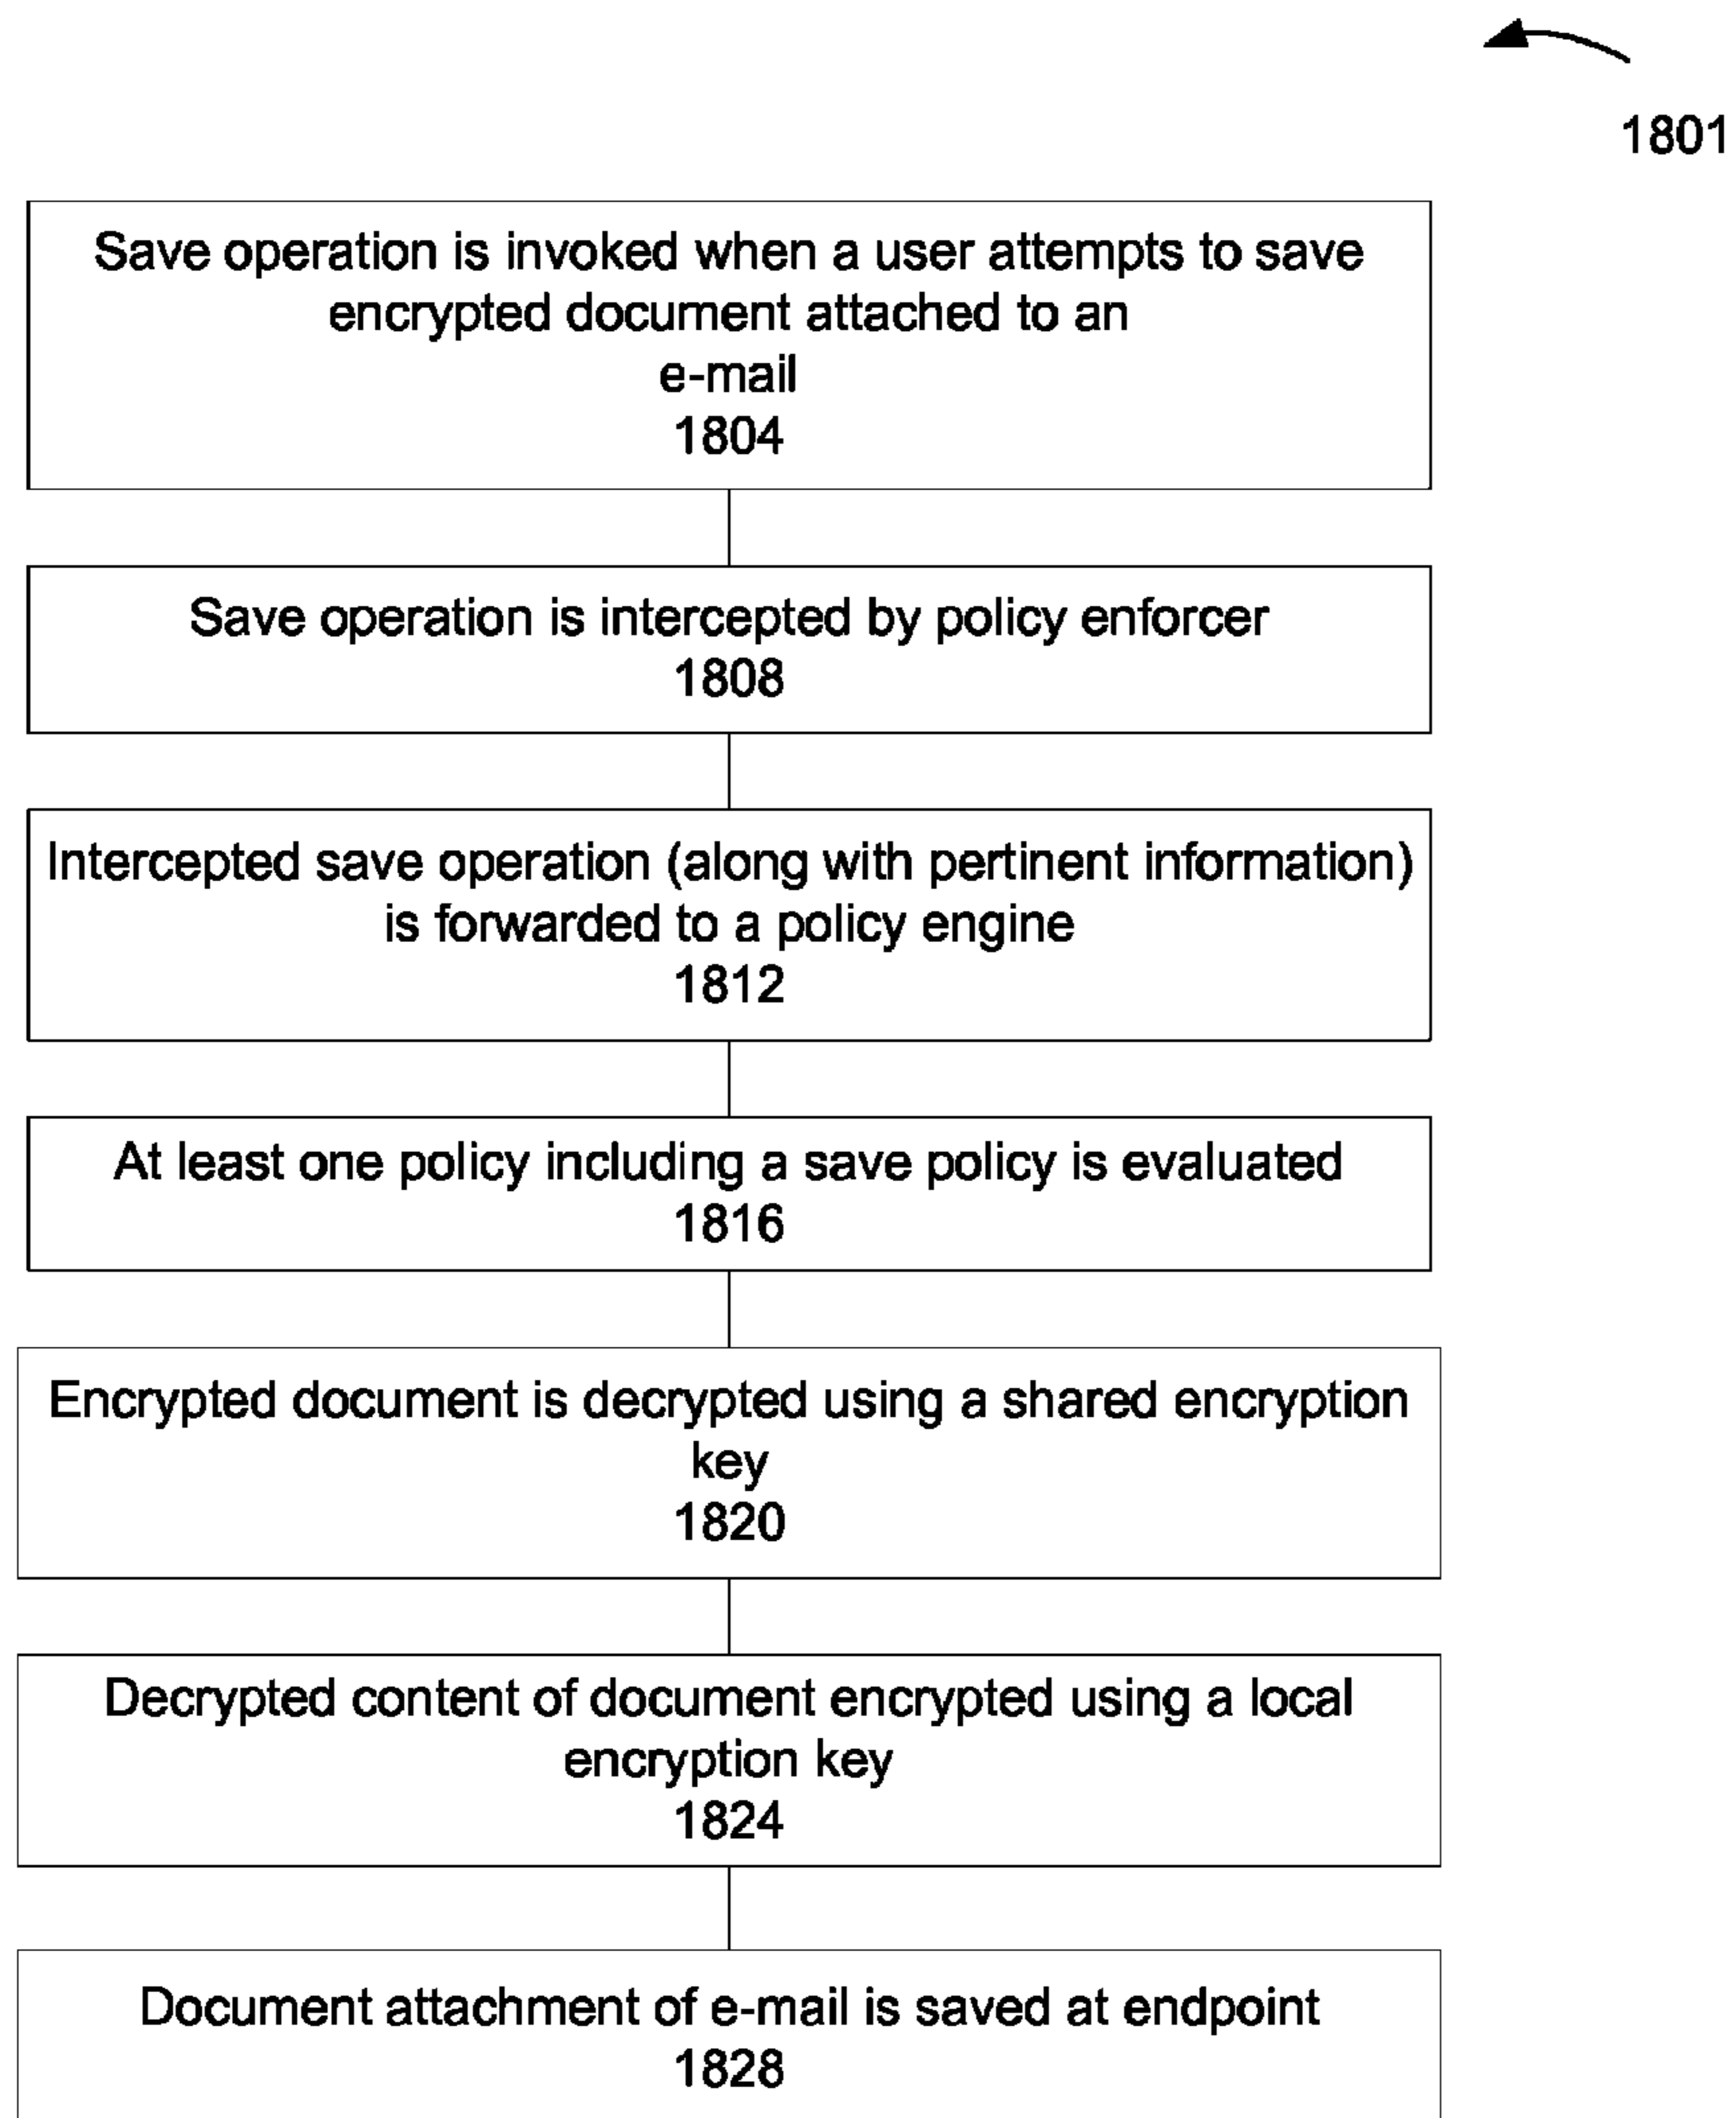 1801
Save operation is invoked when a user attempts to save
encrypted document attached to an
e-mail
1804
Save operation is intercepted by policy enforcer
1808
Intercepted save operation (along with pertinent information)
is forwarded to a policy engine
1812
At least one policy including a save policy is evaluated
1816
Encrypted document is decrypted using a shared encryption
key
1820
Decrypted content of document encrypted using a local
encryption key
1824
Document attachment of e-mail is saved at endpoint
1828